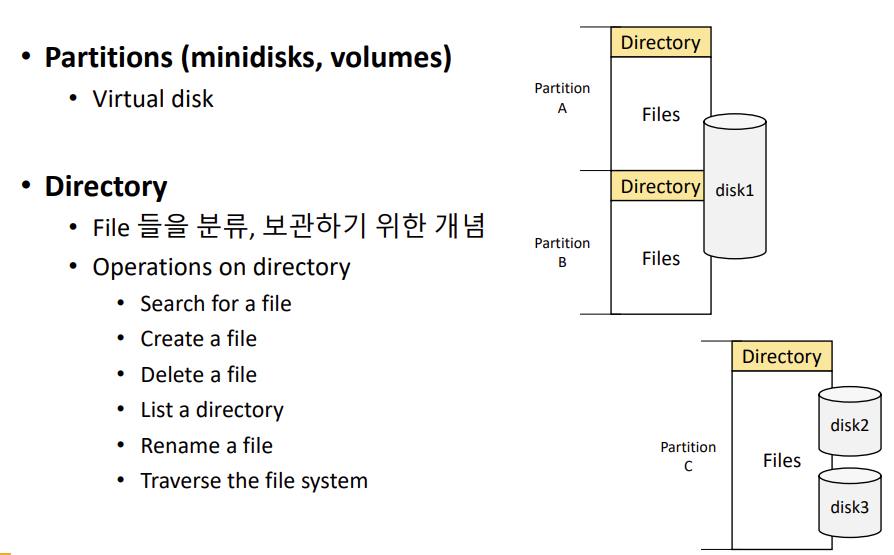 • Partitions (minidisks, volumes)
• Virtual disk
• Directory
• File 들을 분류, 보관하기 위한 개념
• Operations on directory
• Search for a file
• Create a file
• Delete a file
• List a directory
• Rename a file
• Traverse the file system
Directory
Partition
A
Files
disk1
Directory
Partition
B
Files
Directory
Partition
C
Files
disk2
disk3